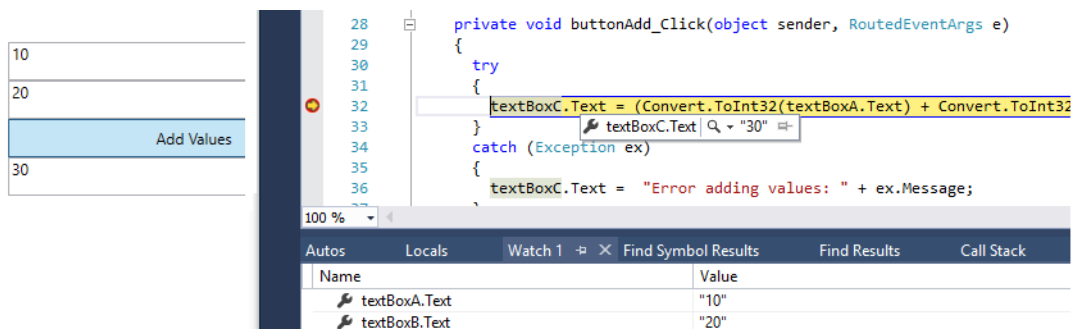 10
20
Add Values
30
28 private void buttonAdd_Click(object sender, RoutedEventArgs e)
29 {
30 try
31 {
32 textBoxC.Text = (Convert.ToInt32(textBoxA.Text) + Convert.ToInt32
33 }
textBoxC.Text "30"
34 catch (Exception ex)
35 {
36 textBoxC.Text = "Error adding values: " + ex.Message;
100 %
Autos Locals Watch 1 Find Symbol Results Find Results Call Stack
Name Value
textBoxA.Text "10"
textBoxB.Text "20"